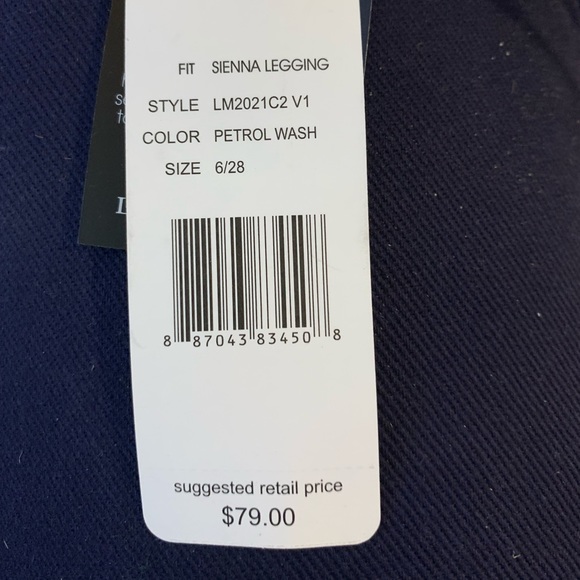 FIT SIENNA LEGGING
STYLE LM2021C2 V1
COLOR PETROL WASH
SIZE 6/28
8 87043 83450 8
suggested retail price
$79.00